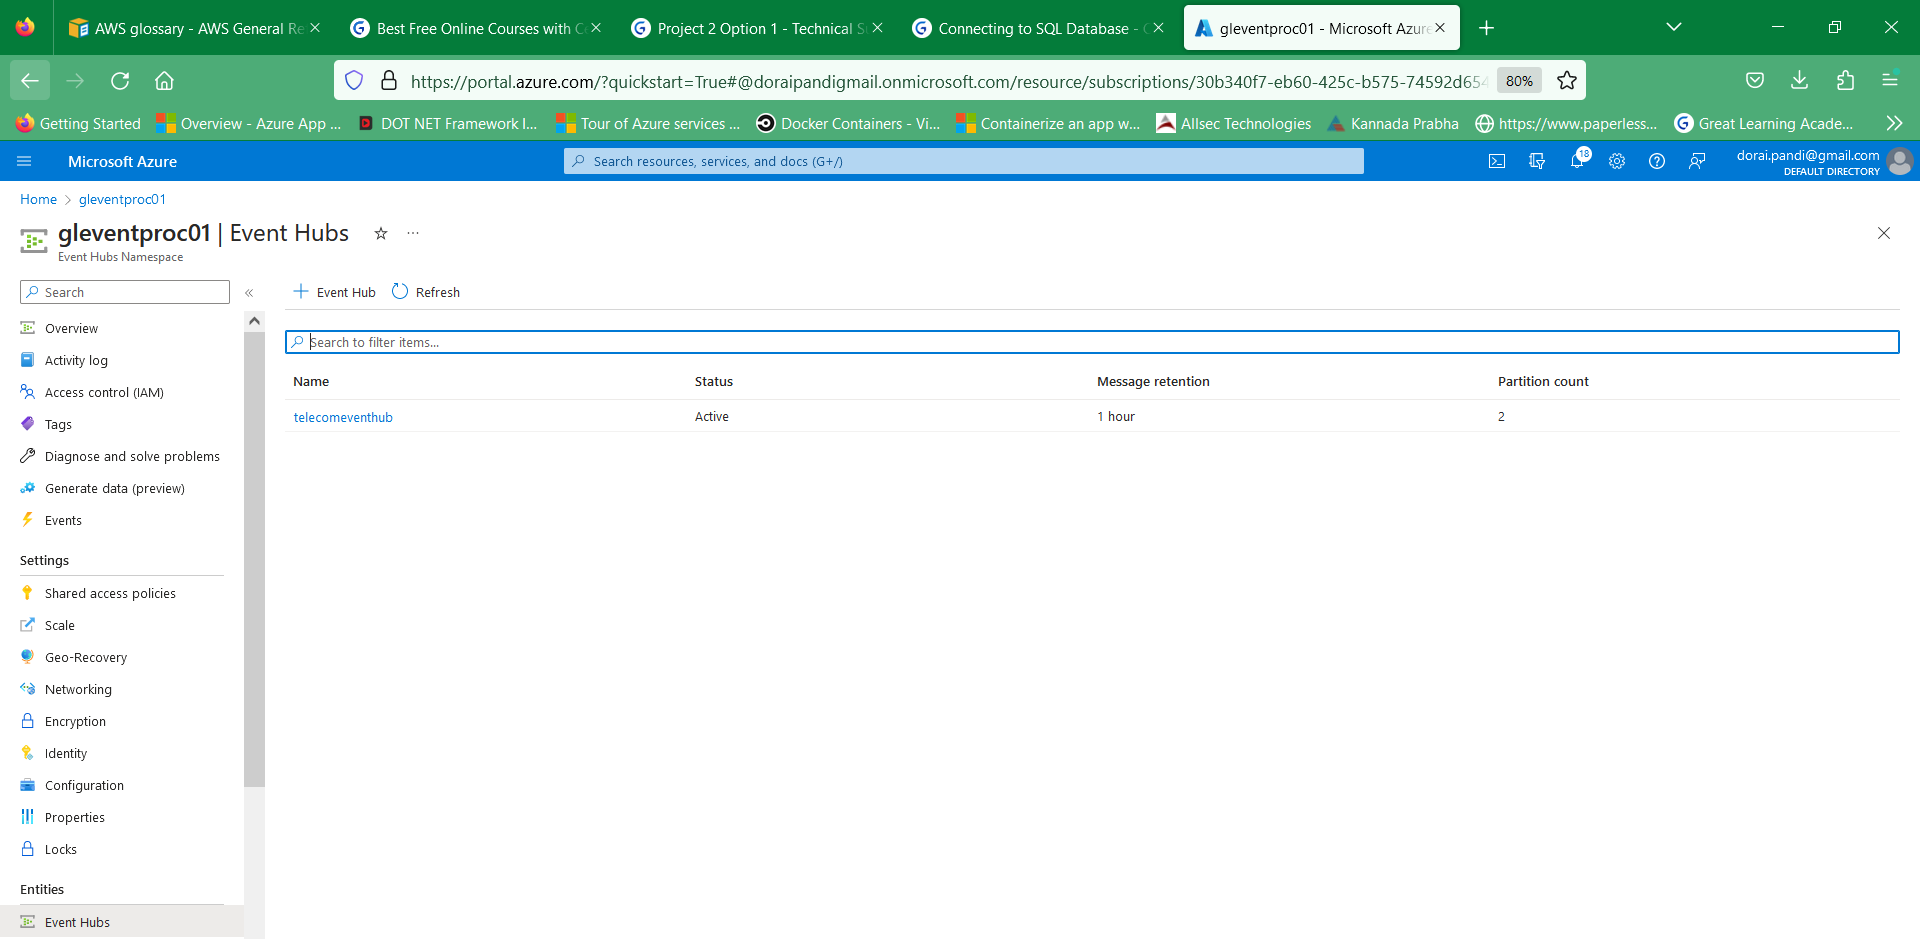 AWS glossary - AWS General Re
Best Free Online Courses with Ce
Project 2 Option 1 - Technical S
Connecting to SQL Database -
gleventproc01 - Microsoft Azure
https://portal.azure.com/?quickstart=True#@doraipandigmail.onmicrosoft.com/resource/subscriptions/30b340f7-eb60-425c-b575-74592d654
80%
Getting Started
Overview - Azure App ...
DOT NET Framework I...
Tour of Azure services ...
Docker Containers - Vi...
Containerize an app w...
Allsec Technologies
Kannada Prabha
https://www.paperless...
Great Learning Acade...
Microsoft Azure
Search resources, services, and docs (G+/)
18
dorai.pandi@gmail.com
DEFAULT DIRECTORY
Home > gleventproc01
gleventproc01 | Event Hubs
Event Hubs Namespace
Search
Event Hub
Refresh
Overview
Activity log
Access control (IAM)
Tags
Diagnose and solve problems
Generate data (preview)
Events
Settings
Shared access policies
Scale
Geo-Recovery
Networking
Encryption
Identity
Configuration
Properties
Locks
Entities
Event Hubs
Search to filter items...
Name Status Message retention Partition count
telecomeventhub Active 1 hour 2